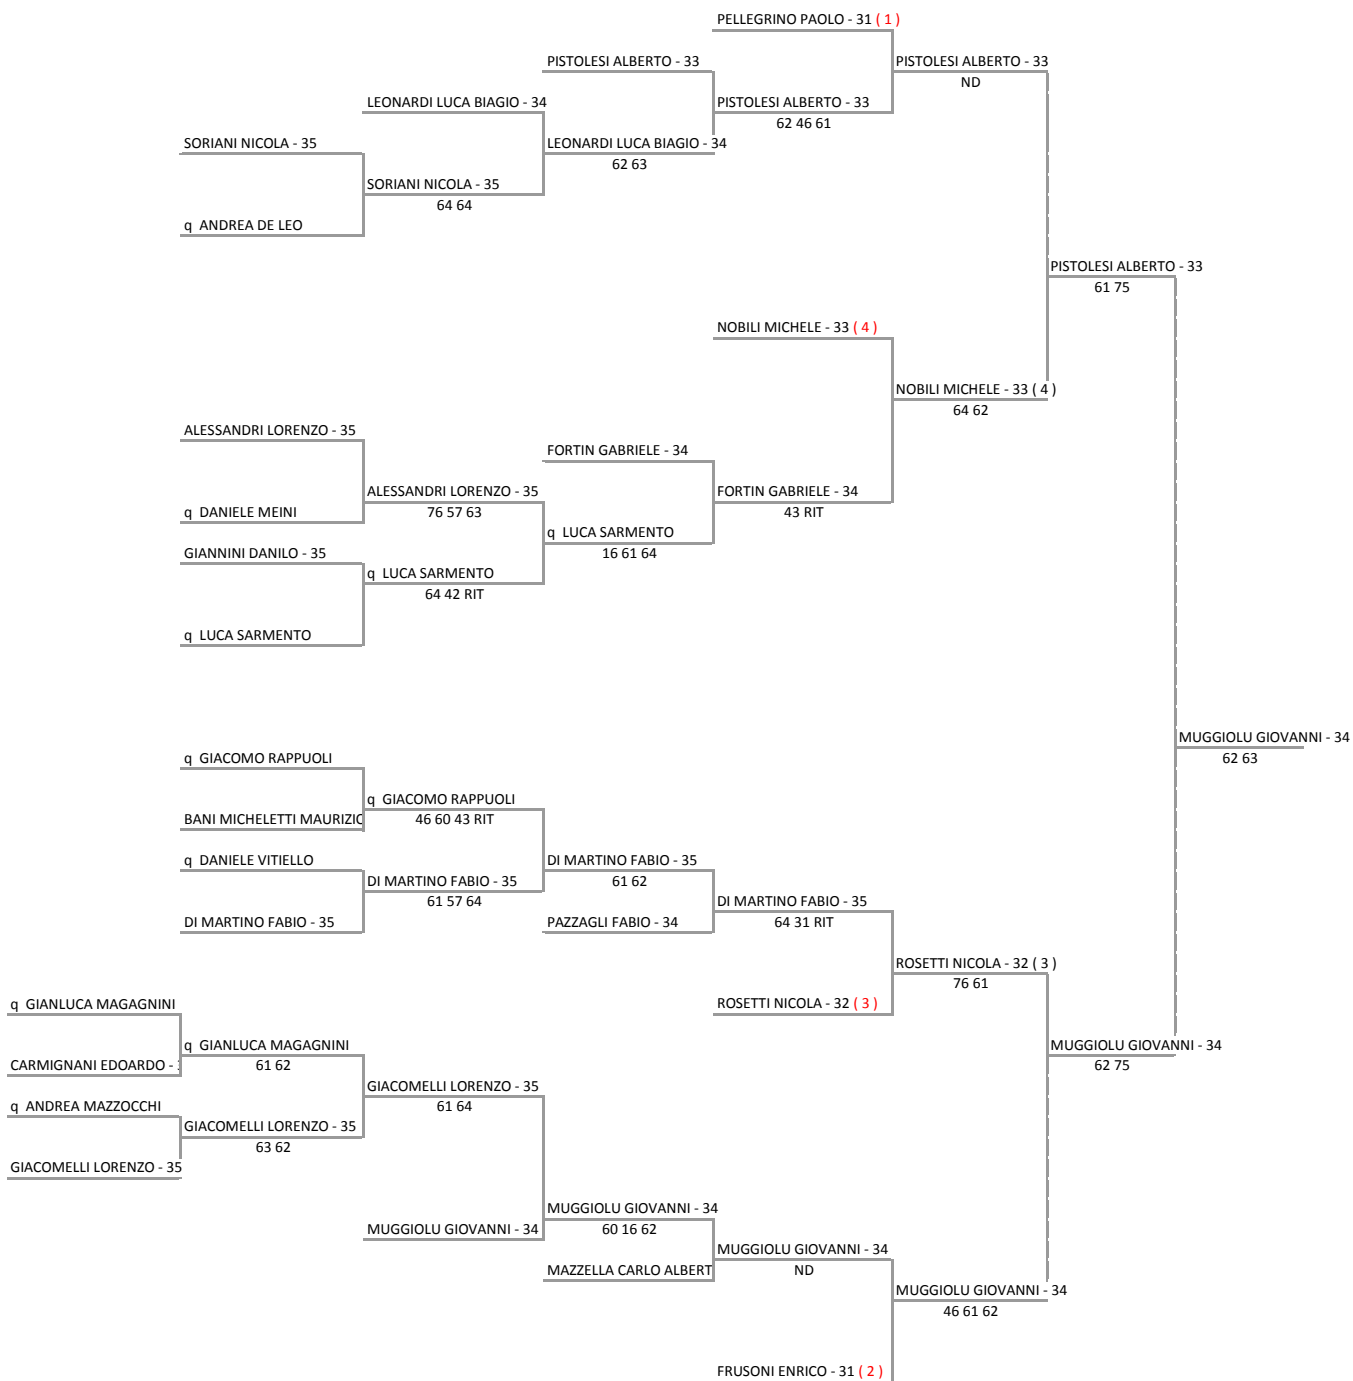 PELLEGRINO PAOLO - 31 ( 1 )
PISTOLESI ALBERTO - 33
PISTOLESI ALBERTO - 33
ND
LEONARDI LUCA BIAGIO - 34
PISTOLESI ALBERTO - 33
62 46 61
SORIANI NICOLA - 35
LEONARDI LUCA BIAGIO - 34
62 63
SORIANI NICOLA - 35
64 64
q ANDREA DE LEO
PISTOLESI ALBERTO - 33
61 75
NOBILI MICHELE - 33 ( 4 )
NOBILI MICHELE - 33 ( 4 )
64 62
ALESSANDRI LORENZO - 35
FORTIN GABRIELE - 34
ALESSANDRI LORENZO - 35
76 57 63
FORTIN GABRIELE - 34
43 RIT
q DANIELE MEINI
q LUCA SARMENTO
16 61 64
GIANNINI DANILO - 35
q LUCA SARMENTO
64 42 RIT
q LUCA SARMENTO
MUGGIOLU GIOVANNI - 34
62 63
q GIACOMO RAPPUOLI
q GIACOMO RAPPUOLI
46 60 43 RIT
BANI MICHELETTI MAURIZIO
q DANIELE VITIELLO
DI MARTINO FABIO - 35
61 62
DI MARTINO FABIO - 35
61 57 64
DI MARTINO FABIO - 35
64 31 RIT
DI MARTINO FABIO - 35
PAZZAGLI FABIO - 34
ROSETTI NICOLA - 32 ( 3 )
76 61
q GIANLUCA MAGAGNINI
ROSETTI NICOLA - 32 ( 3 )
q GIANLUCA MAGAGNINI
61 62
MUGGIOLU GIOVANNI - 34
62 75
CARMIGNANI EDOARDO -
GIACOMELLI LORENZO - 35
61 64
q ANDREA MAZZOCCHI
GIACOMELLI LORENZO - 35
63 62
GIACOMELLI LORENZO - 35
MUGGIOLU GIOVANNI - 34
60 16 62
MUGGIOLU GIOVANNI - 34
MUGGIOLU GIOVANNI - 34
ND
MAZZELLA CARLO ALBERT
MUGGIOLU GIOVANNI - 34
46 61 62
FRUSONI ENRICO - 31 ( 2 )